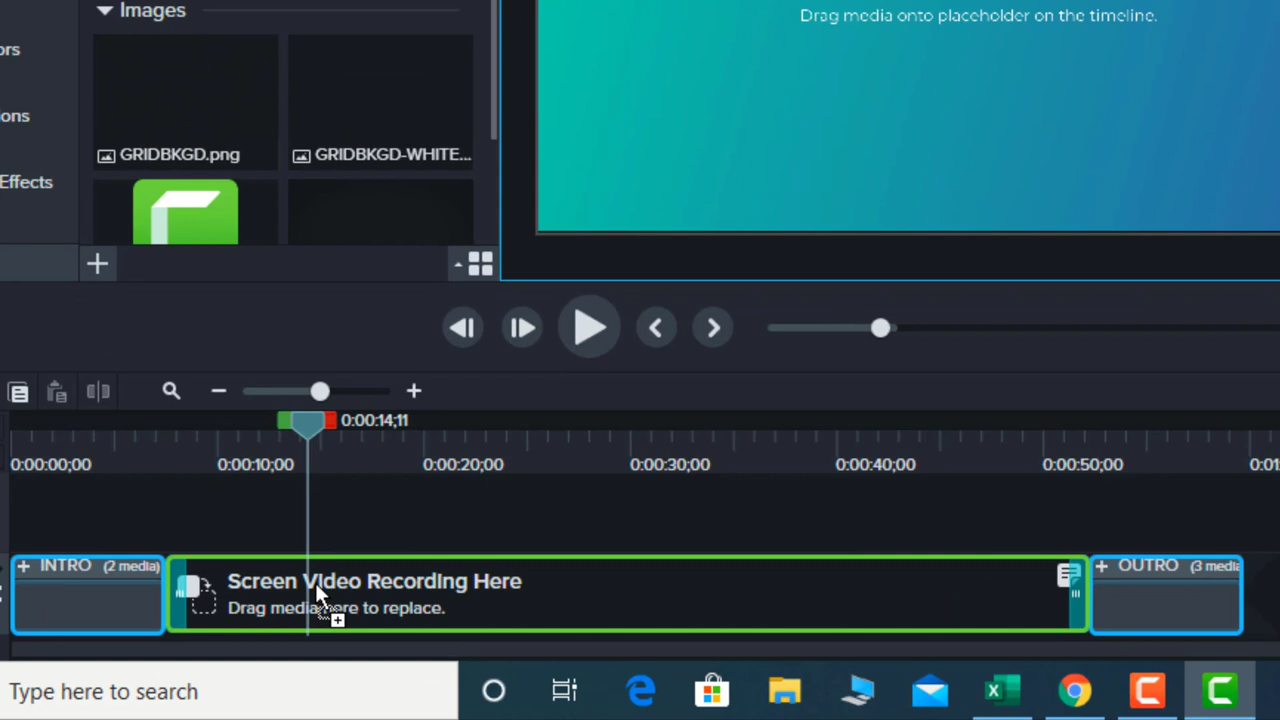 Images
Drag media onto placeholder on the timeline.
ors
ions
Effects
GRIDBKGD.png
GRIDBKGD-WHITE...
0:00:14;11
0:00:00;00
0:00:10;00
0:00:20;00
0:00:30;00
0:00:40;00
0:00:50;00
0:01
INTRO (2 media)
Screen Video Recording Here
Drag media here to replace.
OUTRO (3 media
Type here to search